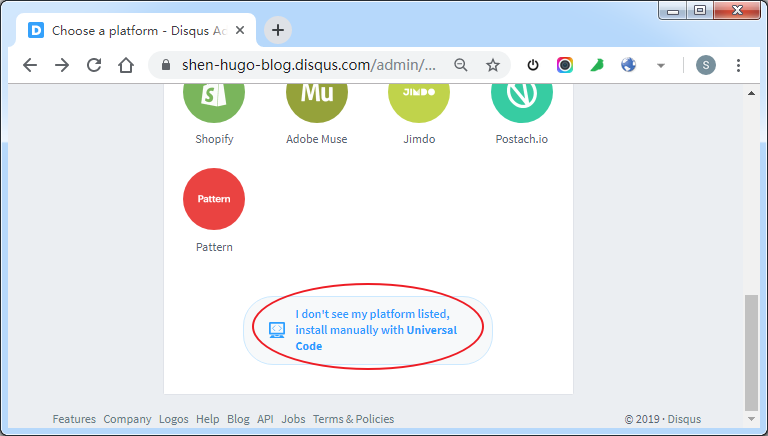 Choose a platform - Disqus Ac
shen-hugo-blog.disqus.com/admin/...
S
Mu
JIMDO
Shopify
Adobe Muse
Jimdo
Postach.io
Pattern
Pattern
I don't see my platform listed,
install manually with Universal
Code
Features Company Logos Help Blog API Jobs Terms & Policies
© 2019 · Disqus